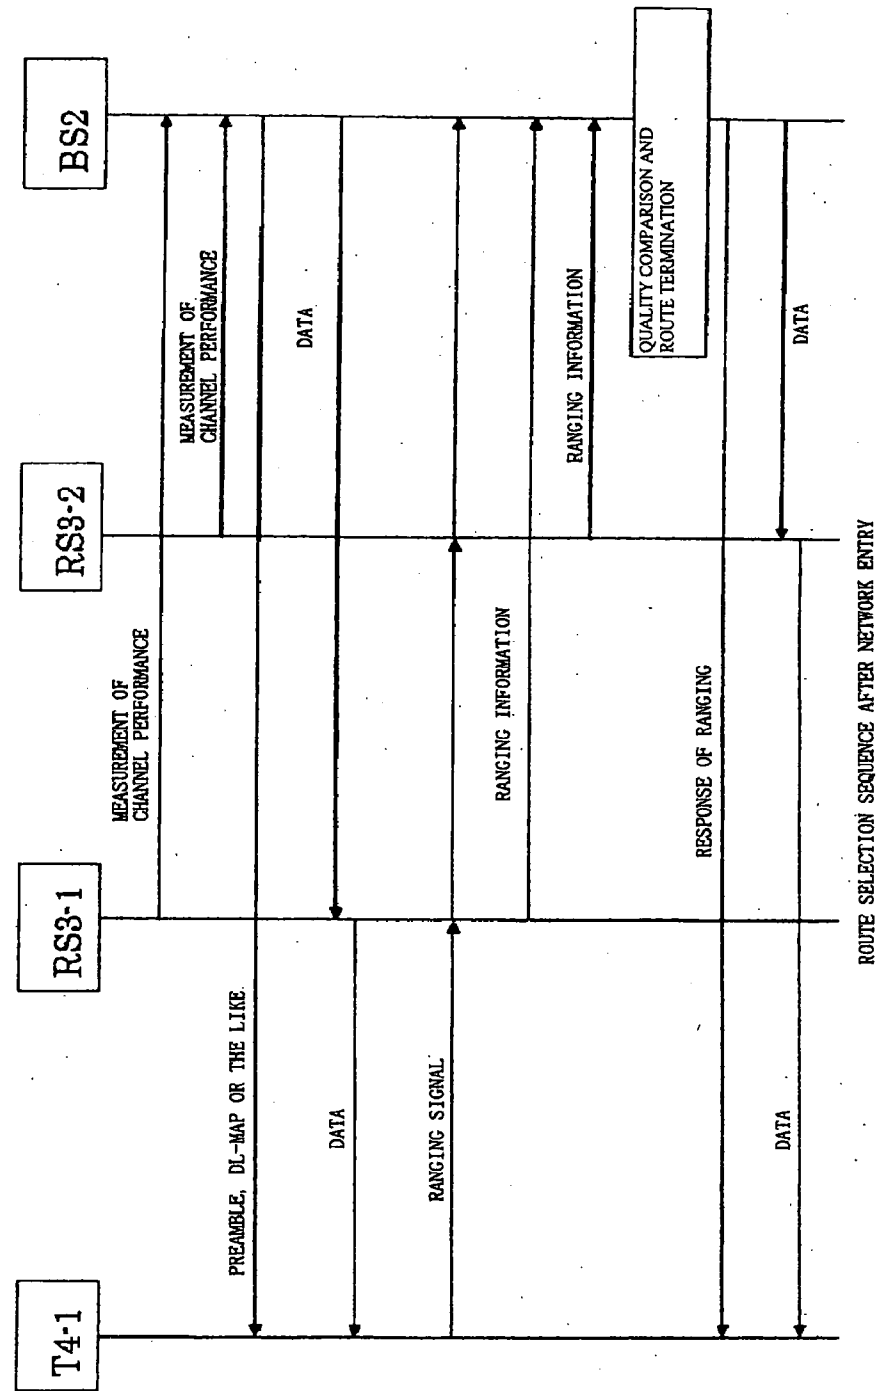 T4-1
RS3-1
RS3-2
BS2
MEASUREMENT OF
CHANNEL PERFORMANCE
MEASUREMENT OF
CHANNEL PERFORMANCE
PREAMBLE, DL-MAP OR THE LIKE
DATA
DATA
RANGING SIGNAL
RANGING INFORMATION
RANGING INFORMATION
QUALITY COMPARISON AND
ROUTE TERMINATION
RESPONSE OF RANGING
DATA
DATA
ROUTE SELECTION SEQUENCE AFTER NETWORK ENTRY